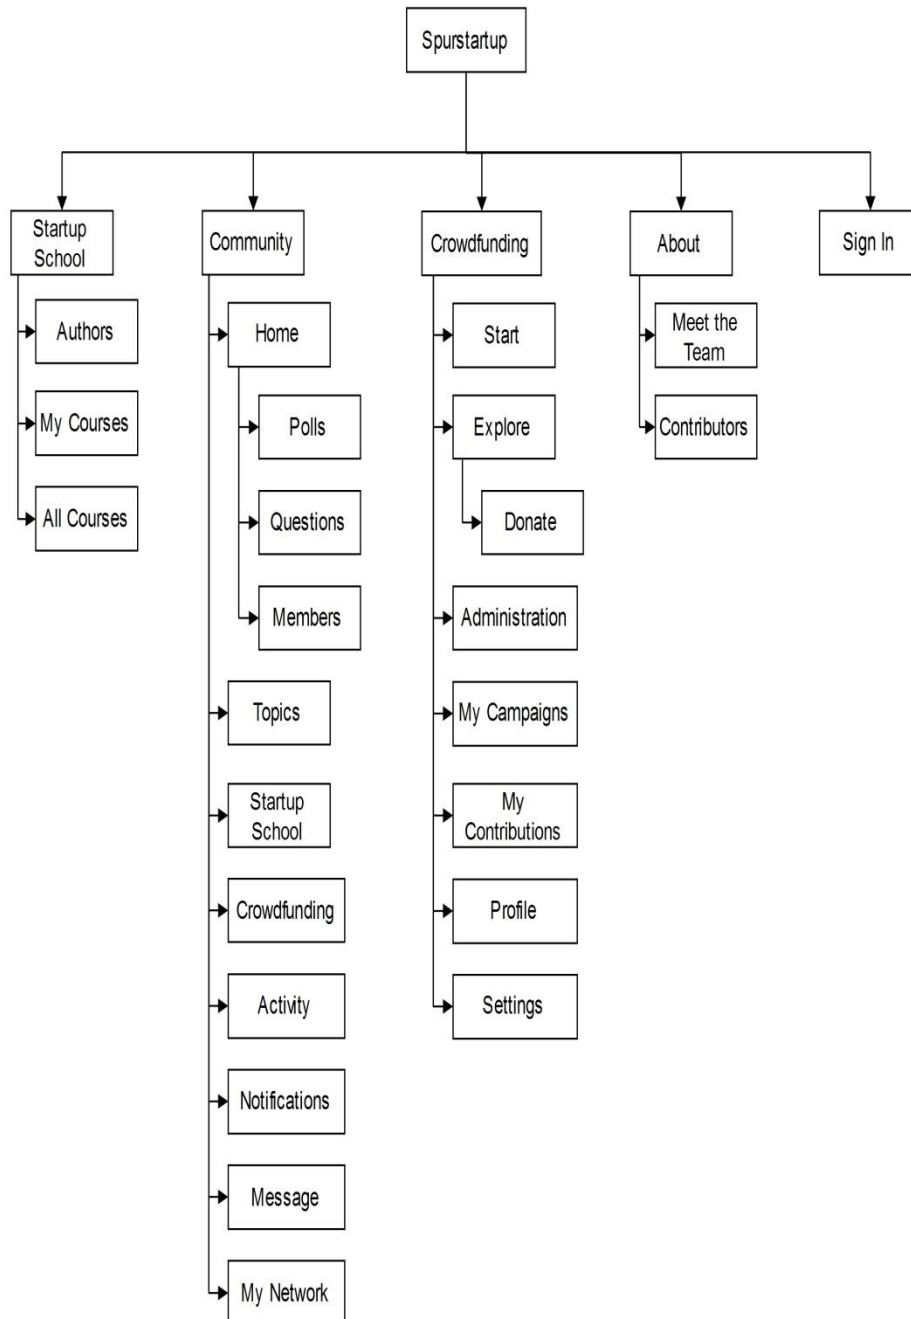 Spurstartup
Startup
School
Community
Crowdfunding
About
Sign In
Authors
My Courses
All Courses
Home
Polls
Questions
Members
Topics
Startup
School
Crowdfunding
Activity
Notifications
Message
My Network
Start
Explore
Donate
Administration
My Campaigns
My
Contributions
Profile
Settings
Meet the
Team
Contributors